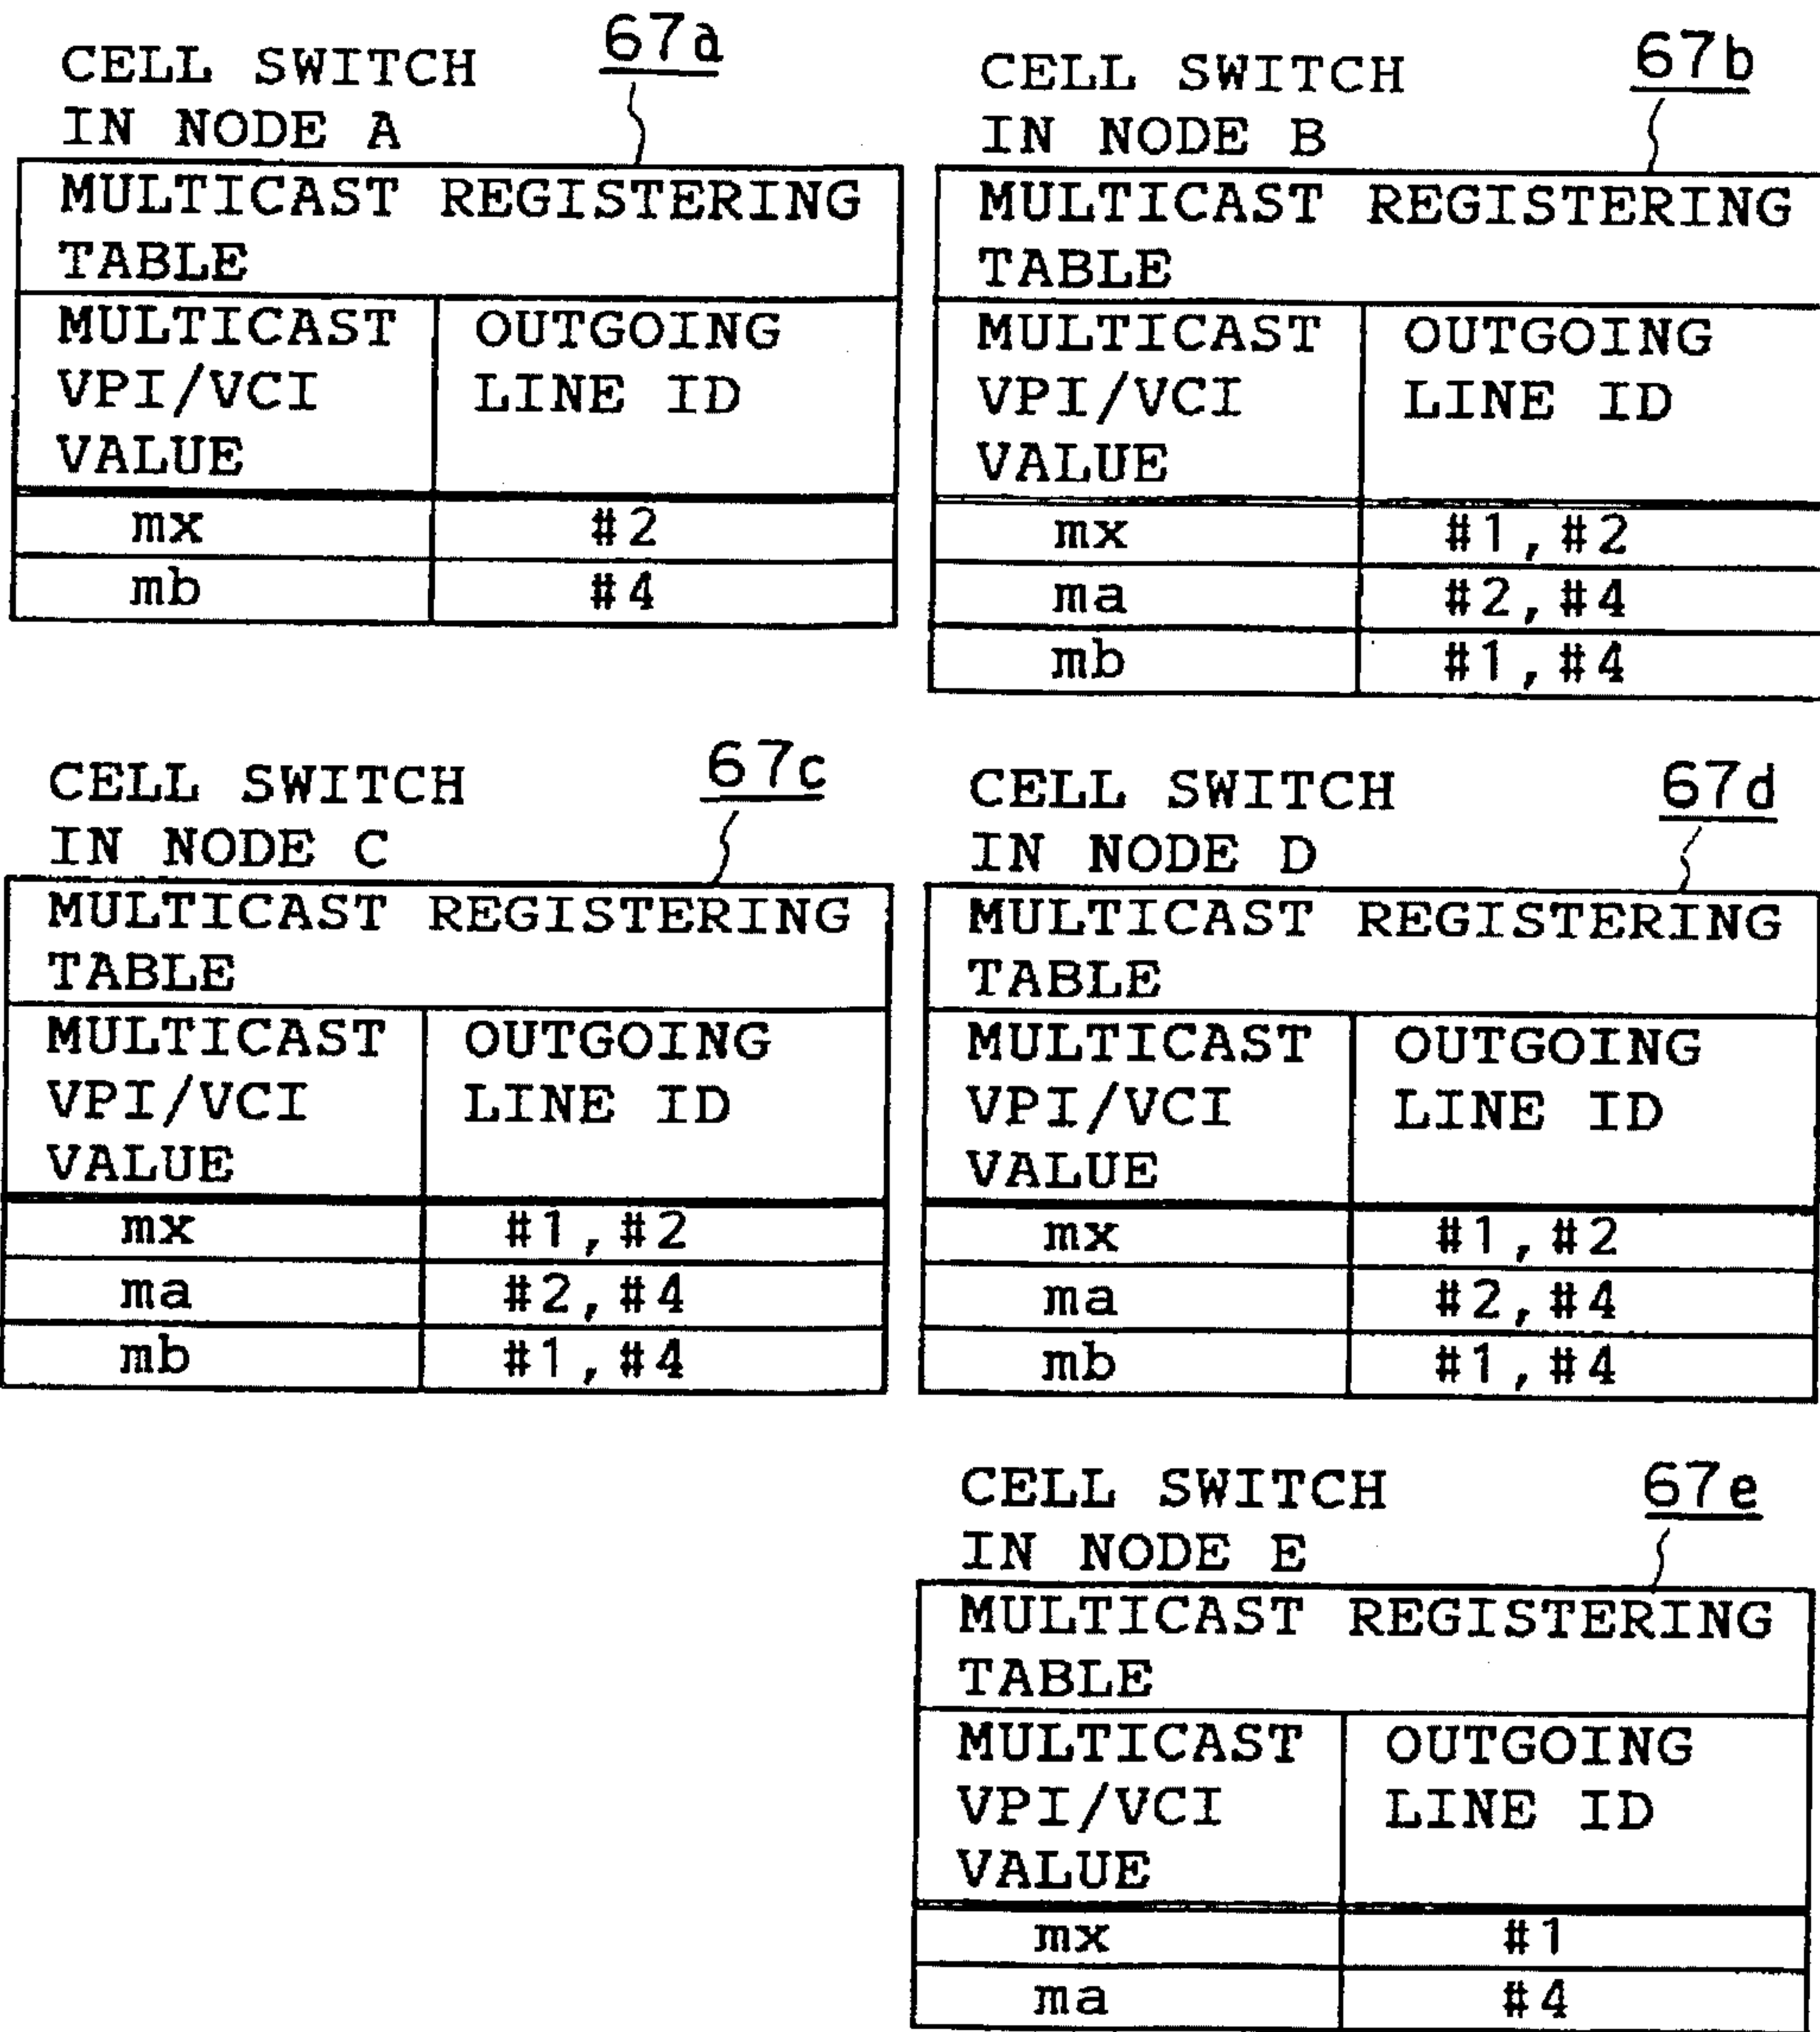 CELL SWITCH 67a
IN NODE A
MULTICAST REGISTERING
TABLE
MULTICAST OUTGOING
VPI/VCI LINE ID
VALUE
mx #2
mb #4
CELL SWITCH 67b
IN NODE B
MULTICAST REGISTERING
TABLE
MULTICAST OUTGOING
VPI/VCI LINE ID
VALUE
mx #1,#2
ma #2,#4
mb #1,#4
CELL SWITCH 67c
IN NODE C
MULTICAST REGISTERING
TABLE
MULTICAST OUTGOING
VPI/VCI LINE ID
VALUE
mx #1,#2
ma #2,#4
mb #1,#4
CELL SWITCH 67d
IN NODE D
MULTICAST REGISTERING
TABLE
MULTICAST OUTGOING
VPI/VCI LINE ID
VALUE
mx #1,#2
ma #2,#4
mb #1,#4
CELL SWITCH 67e
IN NODE E
MULTICAST REGISTERING
TABLE
MULTICAST OUTGOING
VPI/VCI LINE ID
VALUE
mx #1
ma #4